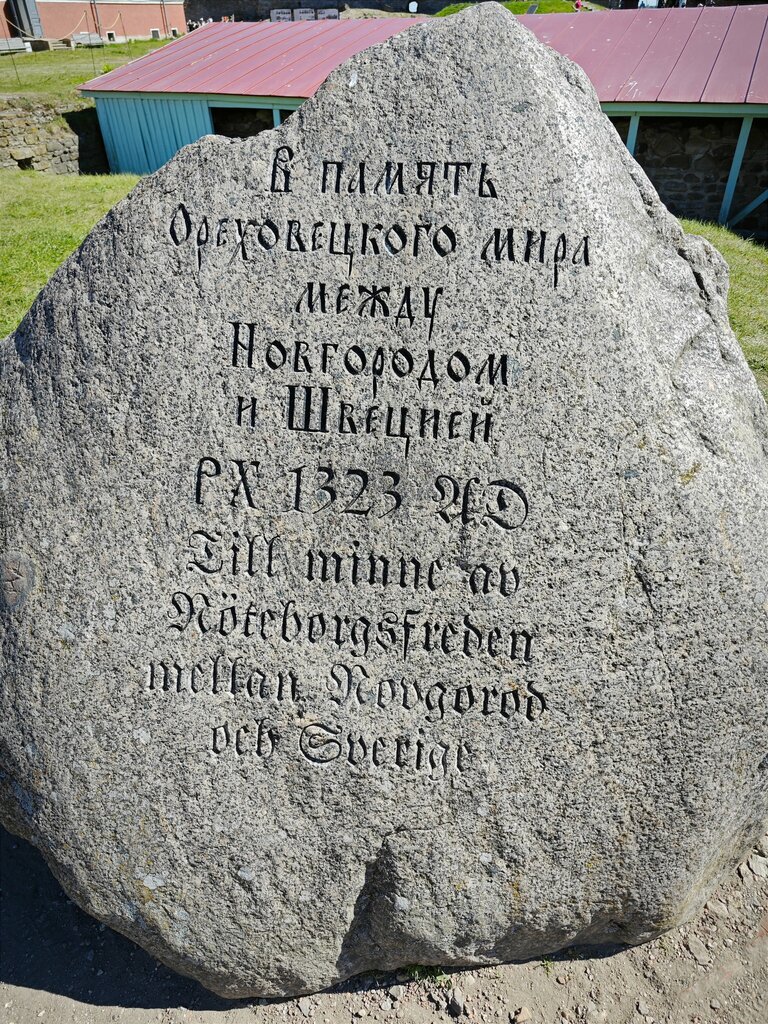 В память
Ореховецкого мира
между
Новгородом
и Швецией
РХ 1323 AD
Till minne av
Nöteborgsfreden
mellan Novgorod
och Sverige